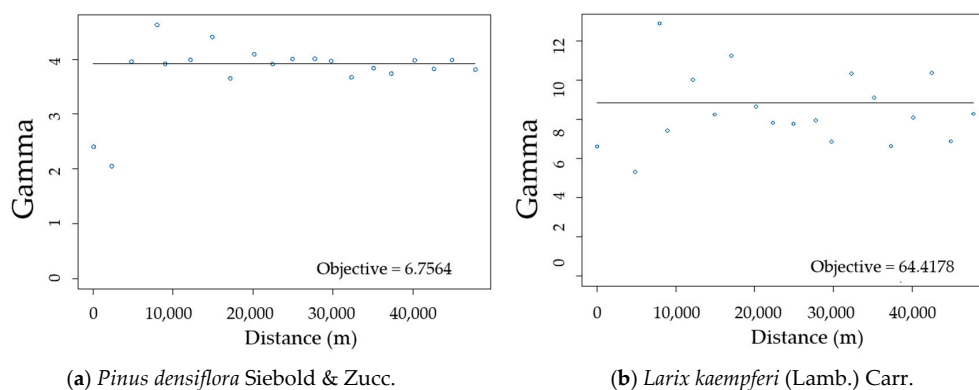 Gamma
4
3
2
1
0
Objective = 6.7564
0 10,000 20,000 30,000 40,000
Distance (m)
(a) Pinus densiflora Siebold & Zucc.
Gamma
12
10
8
6
4
2
0
Objective = 64.4178
0 10,000 20,000 30,000 40,000
Distance (m)
(b) Larix kaempferi (Lamb.) Carr.